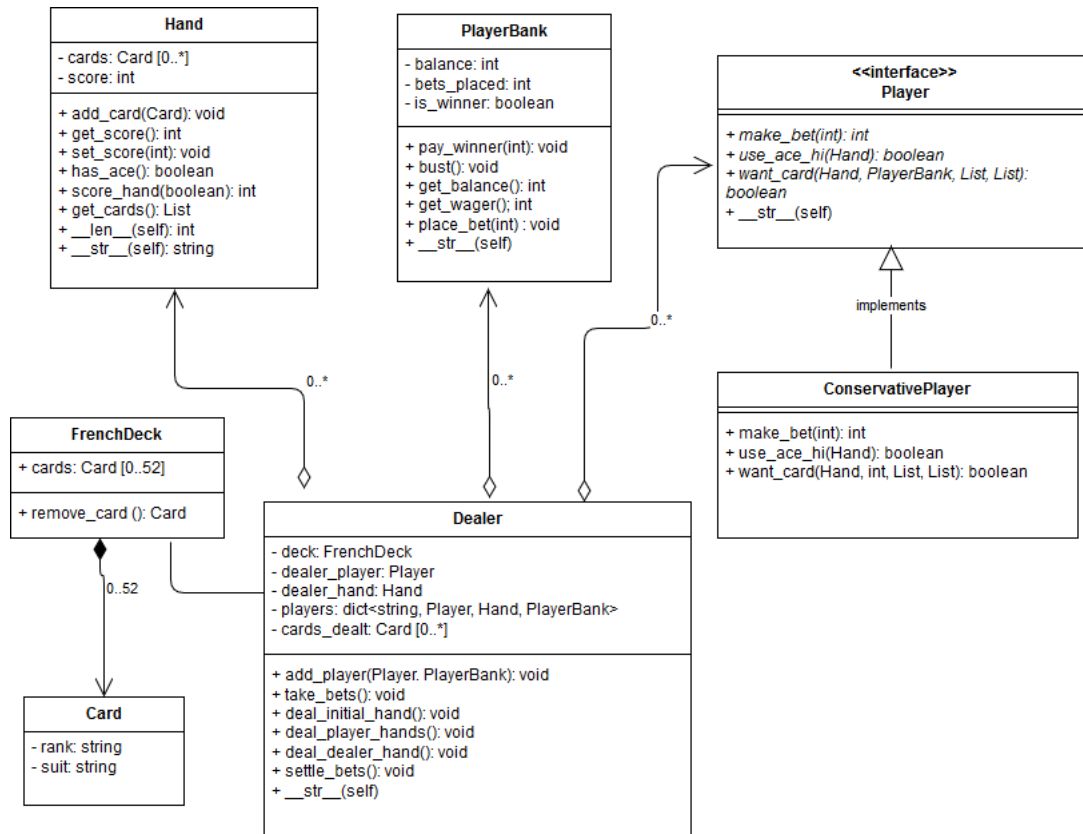 Hand
- cards: Card [0..*]
- score: int
+ add_card(Card): void
+ get_score(): int
+ set_score(int): void
+ has_ace(): boolean
+ score_hand(boolean): int
+ get_cards(): List
+ __len__(self): int
+ __str__(self): string
PlayerBank
- balance: int
- bets_placed: int
- is_winner: boolean
+ pay_winner(int): void
+ bust(): void
+ get_balance(): int
+ get_wager(); int
+ place_bet(int) : void
+ __str__(self)
<<interface>>
Player
+ make_bet(int): int
+ use_ace_hi(Hand): boolean
+ want_card(Hand, PlayerBank, List, List):
boolean
+ __str__(self)
0..*
0..*
0..*
implements
ConservativePlayer
+ make_bet(int): int
+ use_ace_hi(Hand): boolean
+ want_card(Hand, int, List, List): boolean
FrenchDeck
+ cards: Card [0..52]
+ remove_card (): Card
0..52
Card
- rank: string
- suit: string
Dealer
- deck: FrenchDeck
- dealer_player: Player
- dealer_hand: Hand
- players: dict<string, Player, Hand, PlayerBank>
- cards_dealt: Card [0..*]
+ add_player(Player. PlayerBank): void
+ take_bets(): void
+ deal_initial_hand(): void
+ deal_player_hands(): void
+ deal_dealer_hand(): void
+ settle_bets(): void
+ __str__(self)